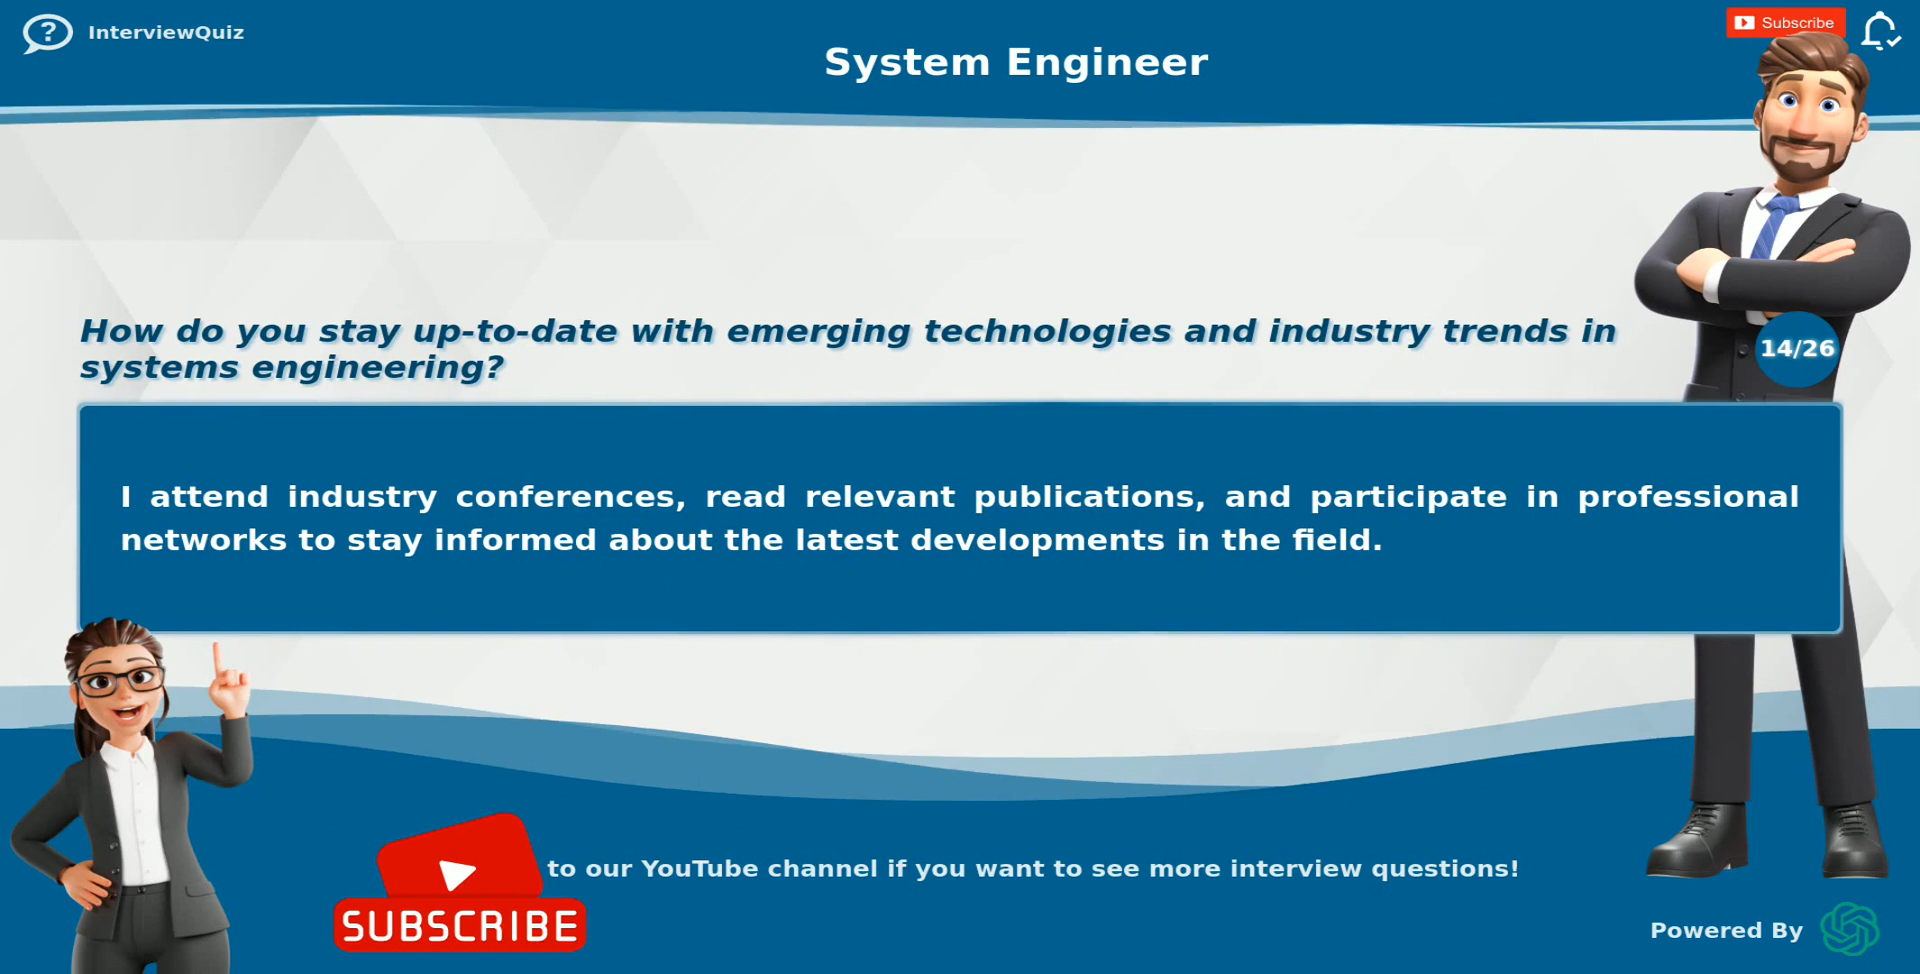 InterviewQuiz
Subscribe
System Engineer
How do you stay up-to-date with emerging technologies and industry trends in
systems engineering?
14/26
I attend industry conferences, read relevant publications, and participate in professional
networks to stay informed about the latest developments in the field.
to our YouTube channel if you want to see more interview questions!
SUBSCRIBE
Powered By